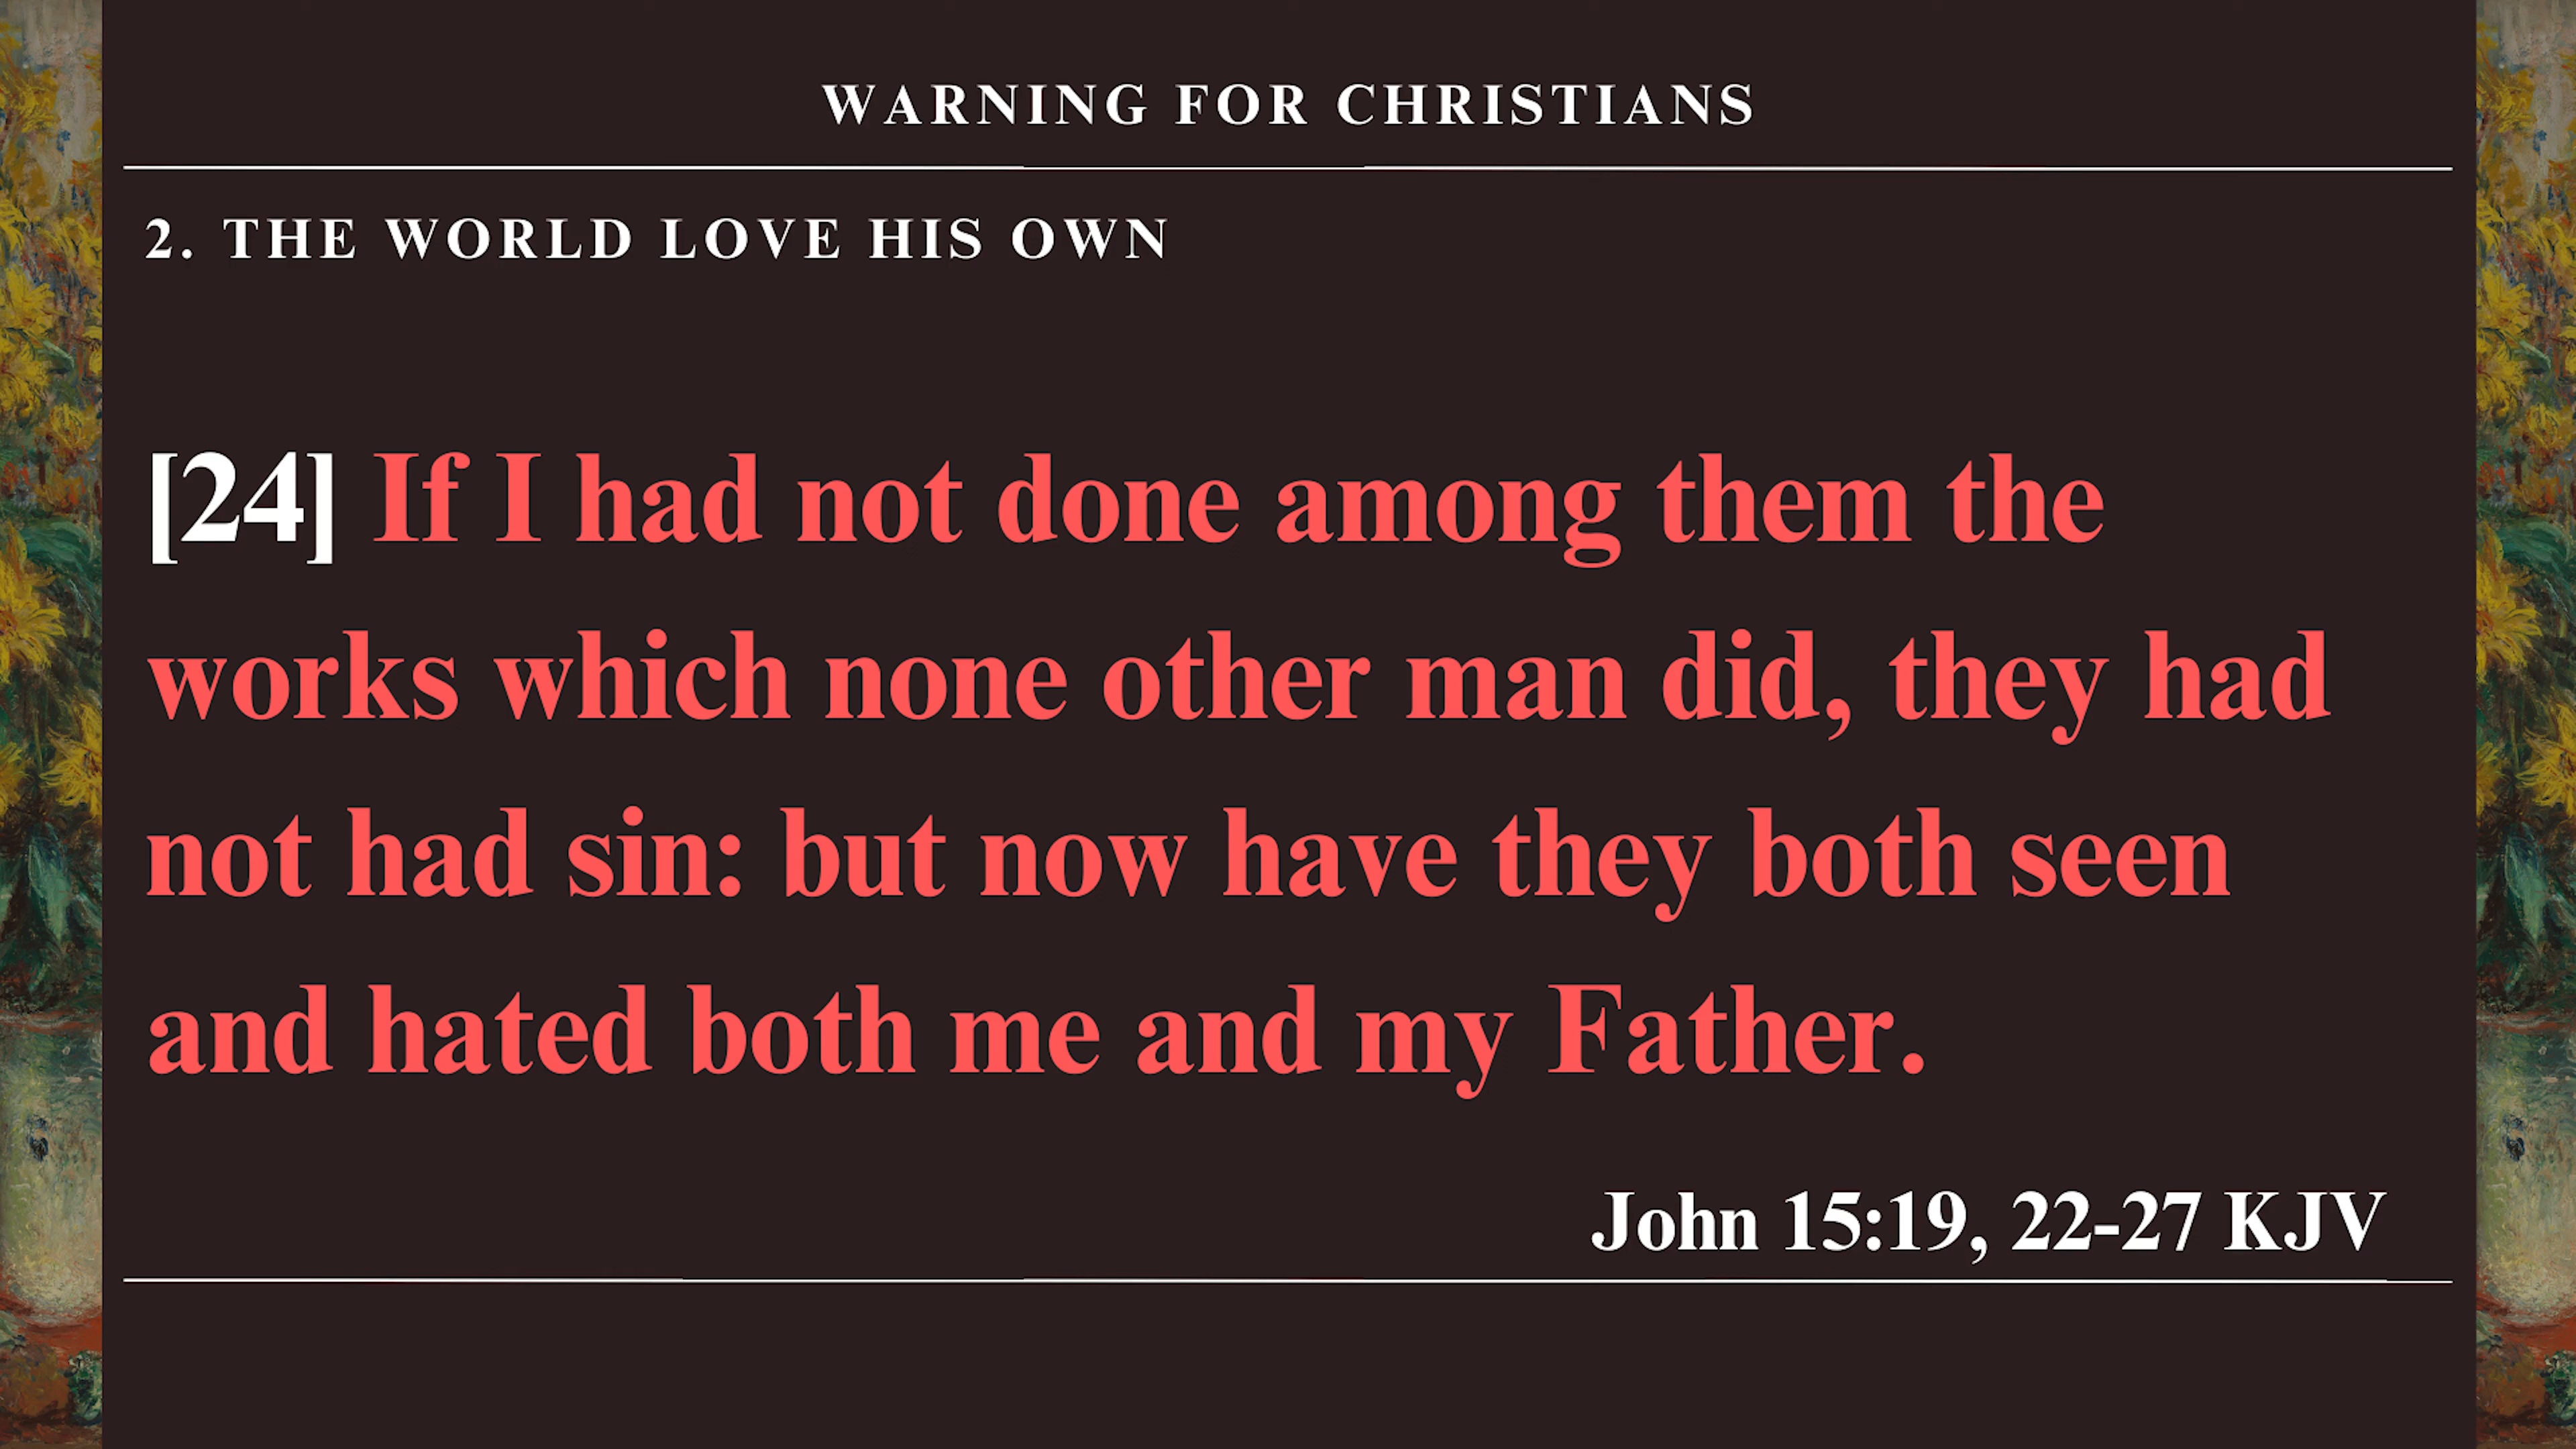 WARNING FOR CHRISTIANS
2. THE WORLD LOVE HIS OWN
[24] If I had not done among them the
works which none other man did, they had
not had sin: but now have they both seen
and hated both me and my Father.
John 15:19, 22-27 KJV